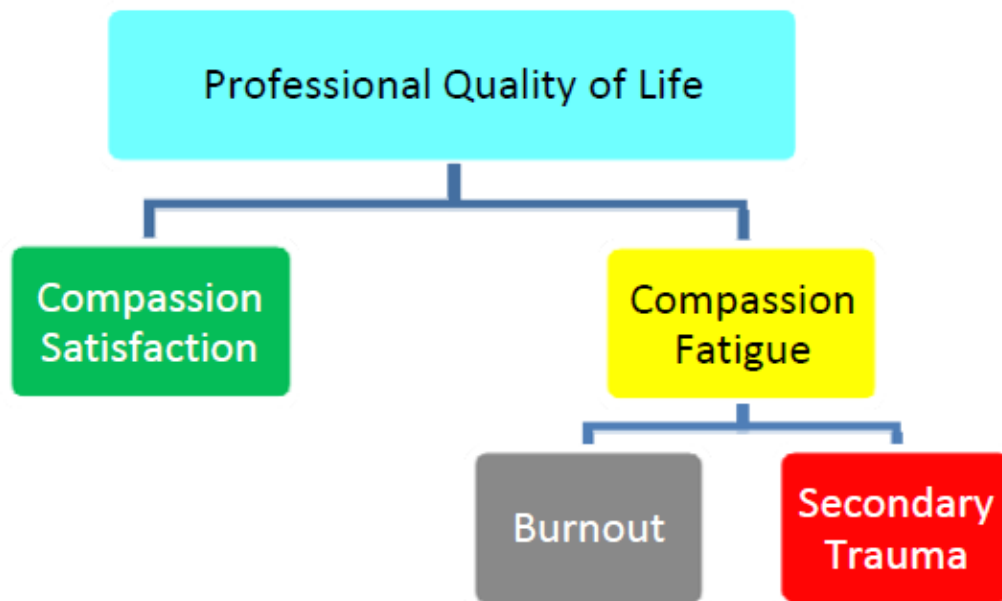 Professional Quality of Life
Compassion
Satisfaction
Compassion
Fatigue
Burnout
Secondary
Trauma